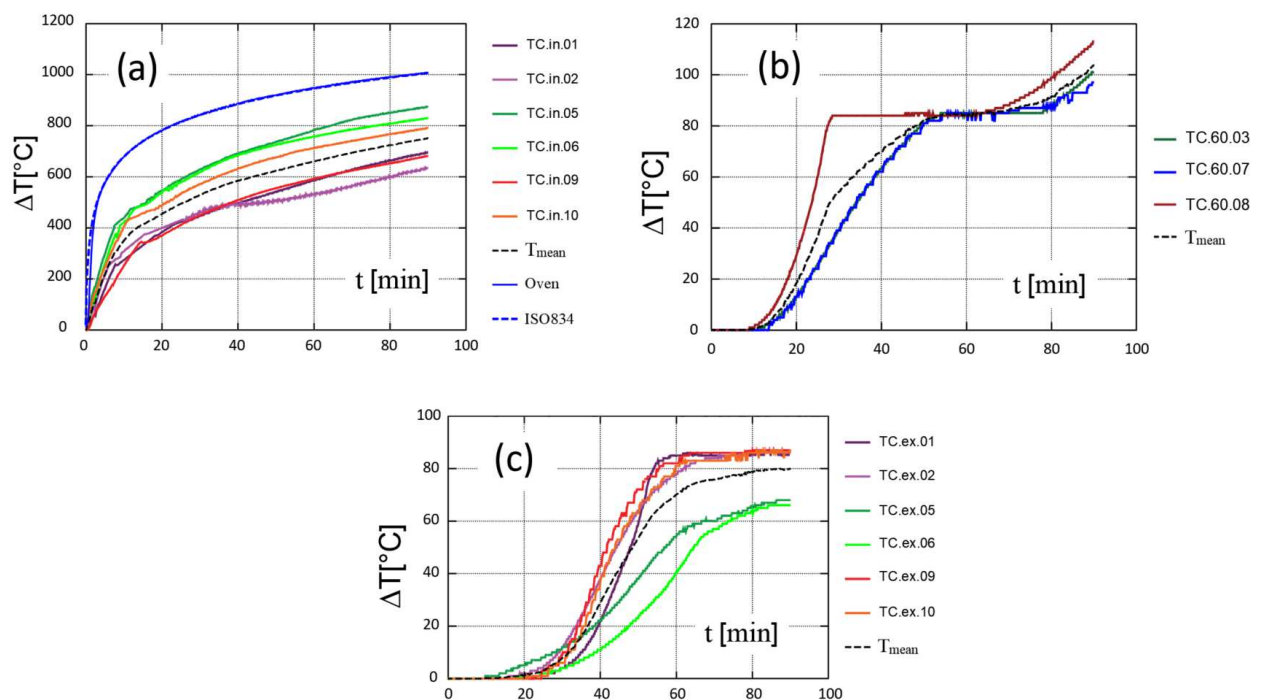 (a)
ΔT[°C]
1200
1000
800
600
400
200
0
0 20 40 60 80 100
t [min]
TC.in.01
TC.in.02
TC.in.05
TC.in.06
TC.in.09
TC.in.10
Tmean
Oven
ISO834
(b)
ΔT[°C]
120
100
80
60
40
20
0
0 20 40 60 80 100
t [min]
TC.60.03
TC.60.07
TC.60.08
Tmean
(c)
ΔT[°C]
100
80
60
40
20
0
0 20 40 60 80 100
t [min]
TC.ex.01
TC.ex.02
TC.ex.05
TC.ex.06
TC.ex.09
TC.ex.10
Tmean